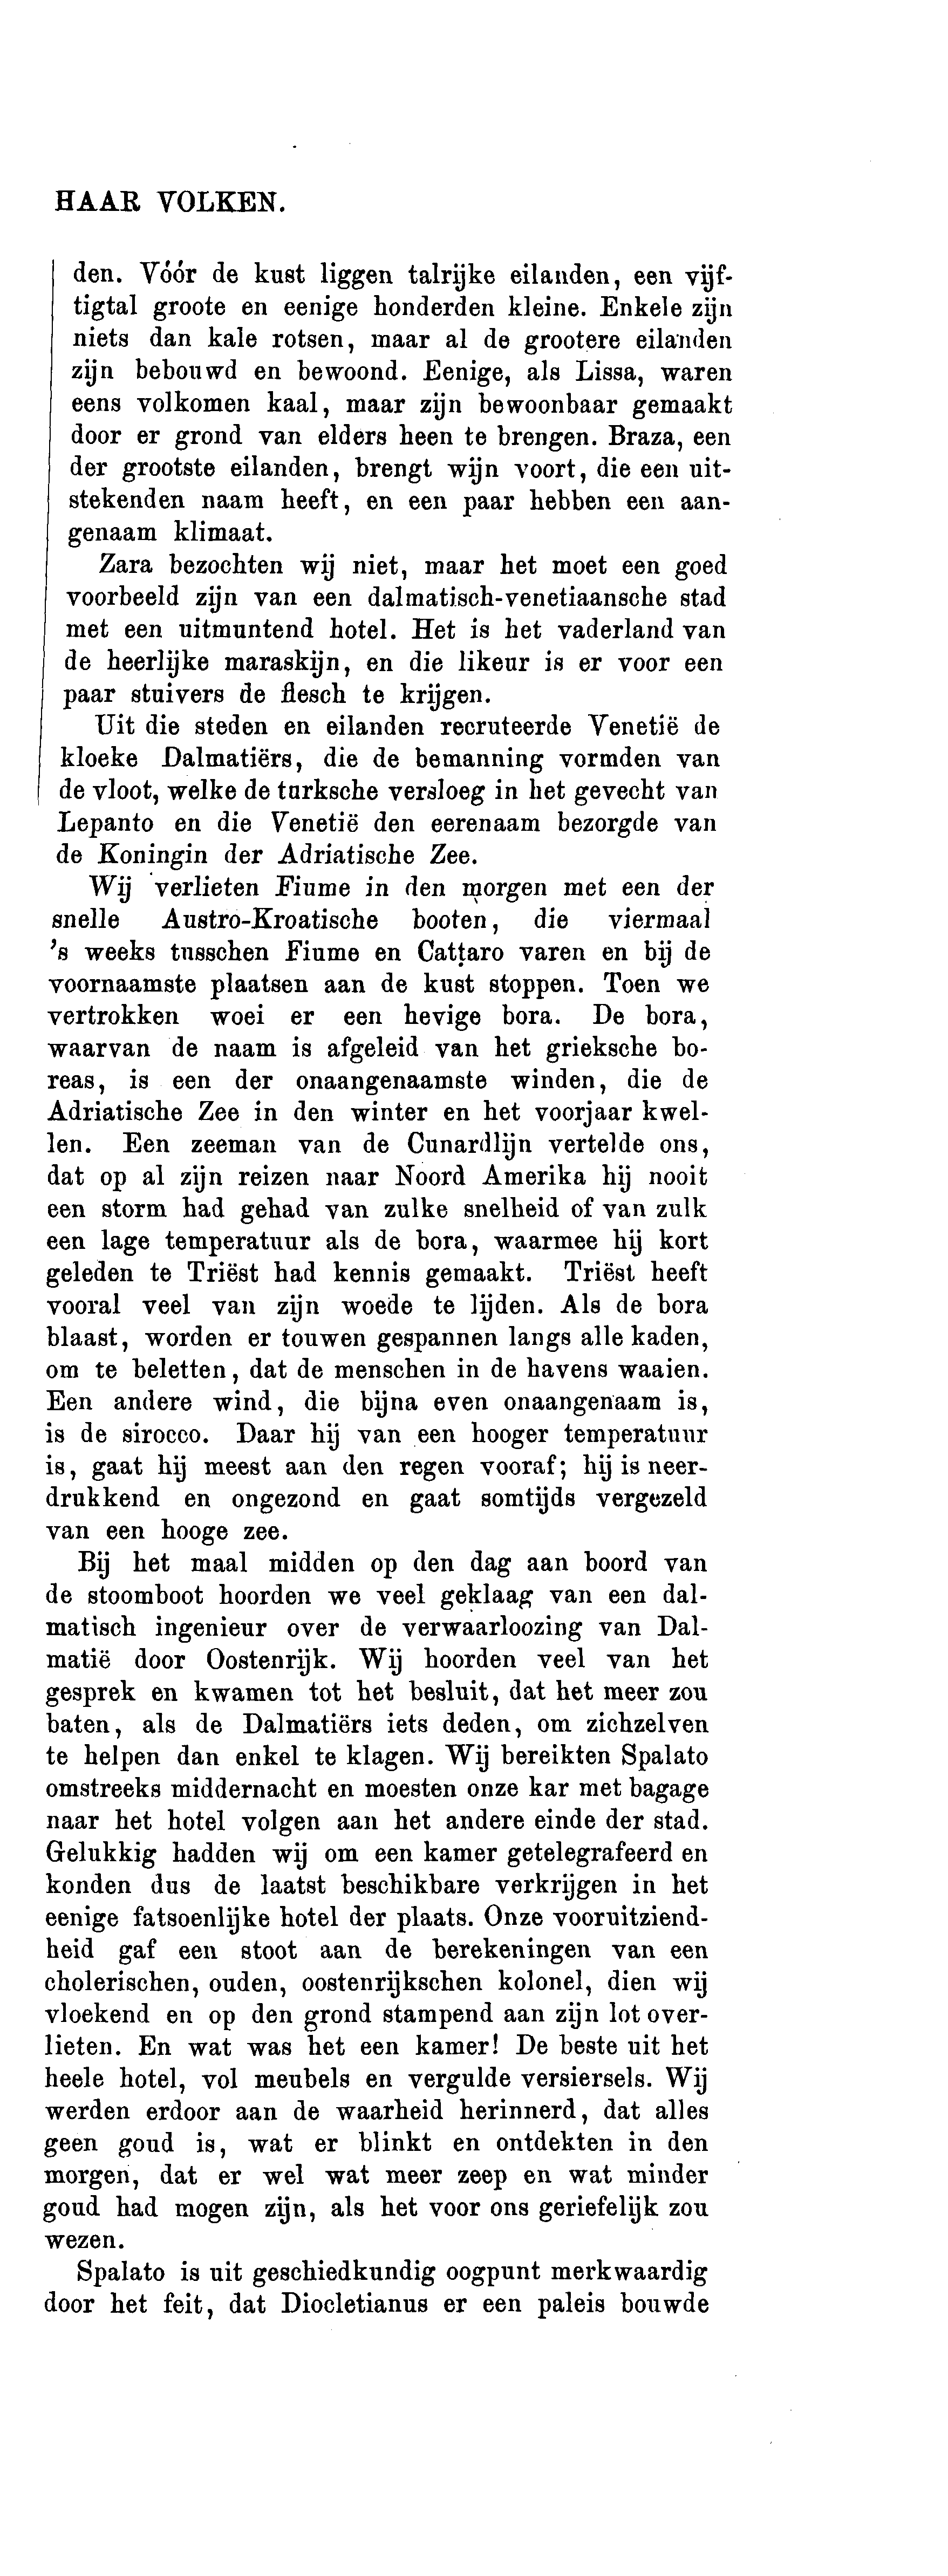 HAAR VOLKEN.
den. Vóór de kust liggen talrijke eilanden, een vijf-
tigtal groote en eenige honderden kleine. Enkele zijn
niets dan kale rotsen, maar al de grootere eilanden
zijn bebouwd en bewoond. Eenige, als Lissa, waren
eens volkomen kaal, maar zijn bewoonbaar gemaakt
door er grond van elders heen te brengen. Braza, een
der grootste eilanden, brengt wijn voort, die een uit-
stekenden naam heeft, en een paar hebben een aan-
genaam klimaat.
Zara bezochten wij niet, maar het moet een goed
voorbeeld zijn van een dalmatisch-venetiaansche stad
met een uitmuntend hotel. Het is het vaderland van
de heerlijke maraskijn, en die likeur is er voor een
paar stuivers de flesch te krijgen.
Uit die steden en eilanden recruteerde Venetië de
kloeke Dalmatiërs, die de bemanning vormden van
de vloot, welke de turksche versloeg in het gevecht van
Lepanto en die Venetië den eerenaam bezorgde van
de Koningin der Adriatische Zee.
Wij verlieten Fiume in den morgen met een der
snelle Austro-Kroatische booten, die viermaal
's weeks tusschen Fiume en Cattaro varen en bij de
voornaamste plaatsen aan de kust stoppen. Toen we
vertrokken woei er een hevige bora. De bora,
waarvan de naam is afgeleid van het grieksche bo-
reas, is een der onaangenaamste winden, die de
Adriatische Zee in den winter en het voorjaar kwel-
len. Een zeeman van de Cunardlijn vertelde ons,
dat op al zijn reizen naar Noord Amerika hij nooit
een storm had gehad van zulke snelheid of van zulk
een lage temperatuur als de bora, waarmee hij kort
geleden te Triëst had kennis gemaakt. Triëst heeft
vooral veel van zijn woede te lijden. Als de bora
blaast, worden er touwen gespannen langs alle kaden,
om te beletten, dat de menschen in de havens waaien.
Een andere wind, die bijna even onaangenaam is,
is de sirocco. Daar hij van een hooger temperatuur
is, gaat hij meest aan den regen vooraf; hij is neer-
drukkend en ongezond en gaat somtijds vergezeld
van een hooge zee.
Bij het maal midden op den dag aan boord van
de stoomboot hoorden we veel geklaag van een dal-
matisch ingenieur over de verwaarloozing van Dal-
matië door Oostenrijk. Wij hoorden veel van het
gesprek en kwamen tot het besluit, dat het meer zou
baten, als de Dalmatiërs iets deden, om zichzelven
te helpen dan enkel te klagen. Wij bereikten Spalato
omstreeks middernacht en moesten onze kar met bagage
naar het hotel volgen aan het andere einde der stad.
Gelukkig hadden wij om een kamer getelegrafeerd en
konden dus de laatst beschikbare verkrijgen in het
eenige fatsoenlijke hotel der plaats. Onze vooruitziend-
heid gaf een stoot aan de berekeningen van een
cholerischen, ouden, oostenrijkschen kolonel, dien wij
vloekend en op den grond stampend aan zijn lot over-
lieten. En wat was het een kamer! De beste uit het
heele hotel, vol meubels en vergulde versiersels. Wij
werden erdoor aan de waarheid herinnerd, dat alles
geen goud is, wat er blinkt en ontdekten in den
morgen, dat er wel wat meer zeep en wat minder
goud had mogen zijn, als het voor ons geriefelijk zou
wezen.
Spalato is uit geschiedkundig oogpunt merkwaardig
door het feit, dat Diocletianus er een paleis bouwde